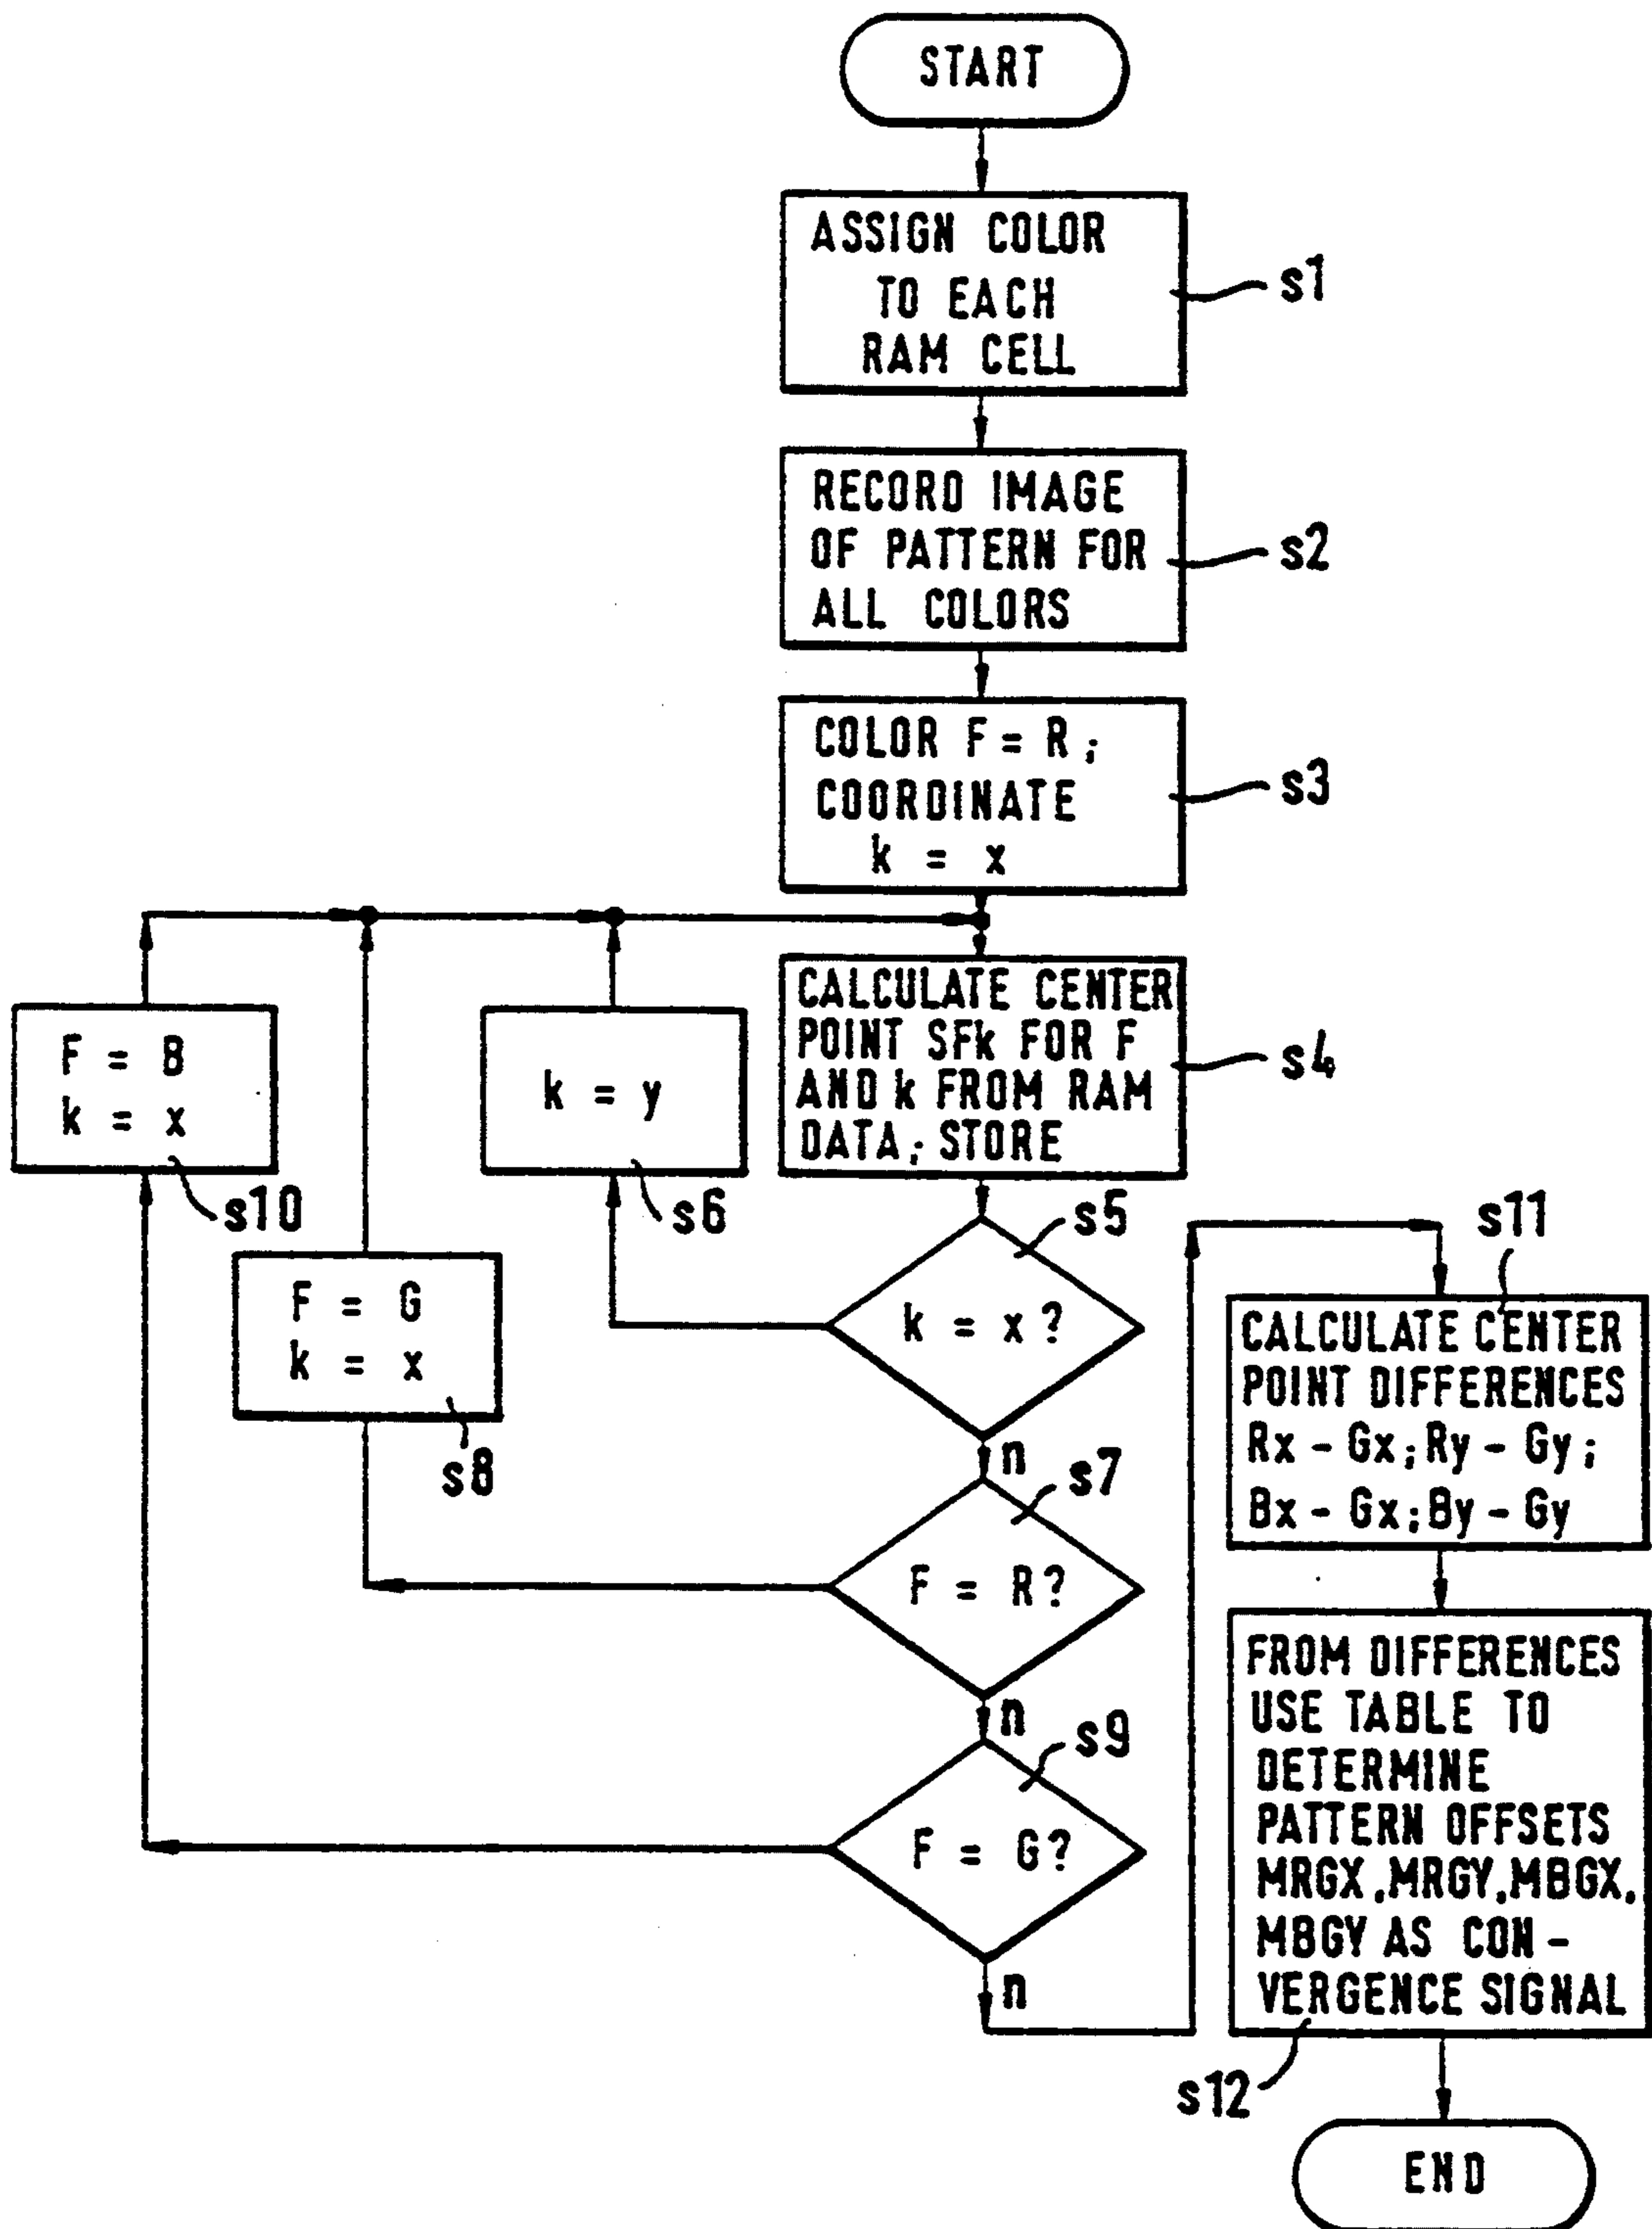 START
ASSIGN COLOR
TO EACH
RAM CELL
s1
RECORD IMAGE
OF PATTERN FOR
ALL COLORS
s2
COLOR F = R;
COORDINATE
k = x
s3
CALCULATE CENTER
POINT SFk FOR F
AND k FROM RAM
DATA; STORE
s4
k = x?
s5
k = y
s6
n
F = R?
s7
F = G
k = x
s8
n
F = G?
s9
F = B
k = x
s10
n
s11
CALCULATE CENTER
POINT DIFFERENCES
Rx - Gx; Ry - Gy;
Bx - Gx; By - Gy
FROM DIFFERENCES
USE TABLE TO
DETERMINE
PATTERN OFFSETS
MRGX, MRGY, MBGX,
MBGY AS CON-
VERGENCE SIGNAL
s12
END